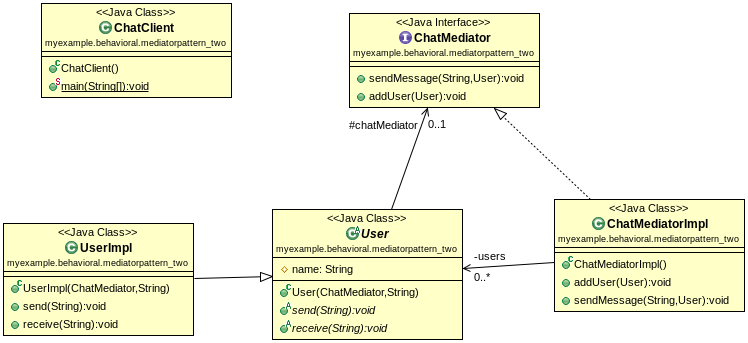 <<Java Class>>
ChatClient
myexample.behavioral.mediatorpattern_two
ChatClient()
main(String[]):void
<<Java Interface>>
ChatMediator
myexample.behavioral.mediatorpattern_two
sendMessage(String,User):void
addUser(User):void
#chatMediator
0..1
<<Java Class>>
UserImpl
myexample.behavioral.mediatorpattern_two
UserImpl(ChatMediator,String)
send(String):void
receive(String):void
<<Java Class>>
User
myexample.behavioral.mediatorpattern_two
name: String
User(ChatMediator,String)
send(String):void
receive(String):void
-users
0..*
<<Java Class>>
ChatMediatorImpl
myexample.behavioral.mediatorpattern_two
ChatMediatorImpl()
addUser(User):void
sendMessage(String,User):void